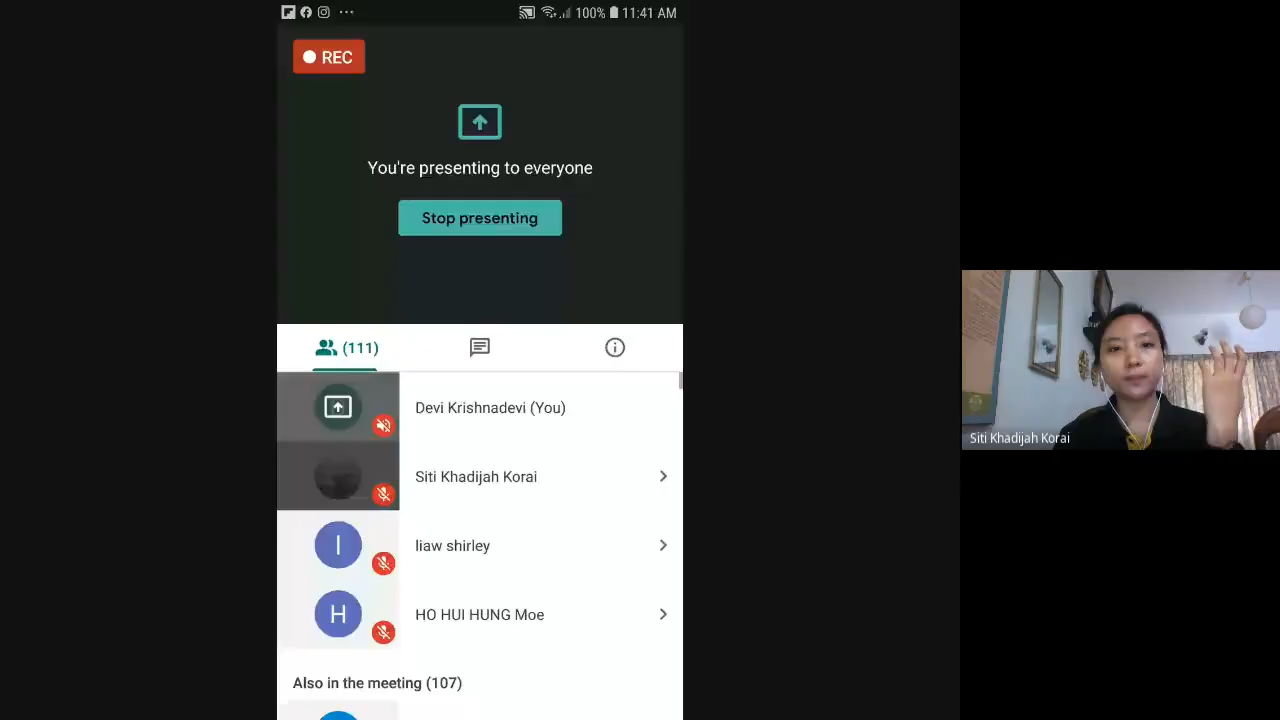 100% 11:41 AM
REC
You're presenting to everyone
Stop presenting
(111)
Devi Krishnadevi (You)
Siti Khadijah Korai
I
liaw shirley
H
HO HUI HUNG Moe
Also in the meeting (107)
Siti Khadijah Korai